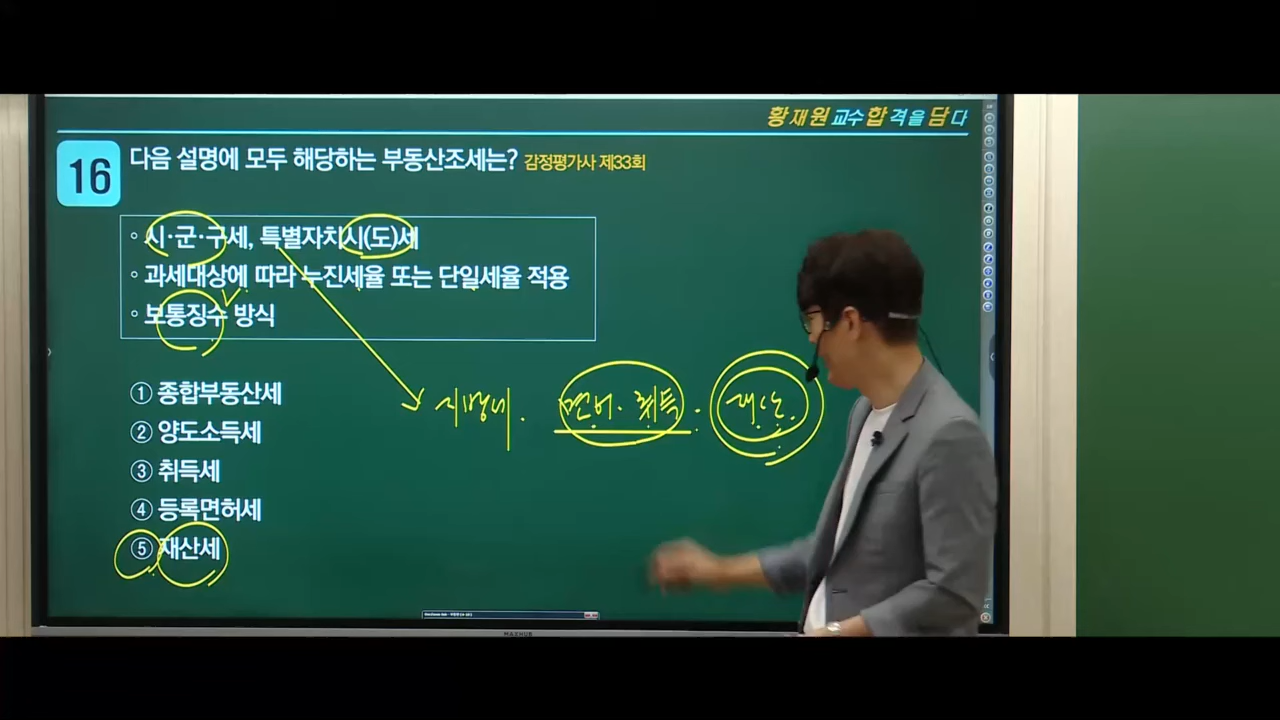 황재원 교수 합격을 담다
16
다음 설명에 모두 해당하는 부동산조세는? 감정평가사 제33회
◦ 시·군·구세, 특별자치시(도)세
◦ 과세대상에 따라 누진세율 또는 단일세율 적용
◦ 보통징수 방식
① 종합부동산세
② 양도소득세
③ 취득세
④ 등록면허세
⑤ 재산세
면허. 취득. 재산.
MAXHUB